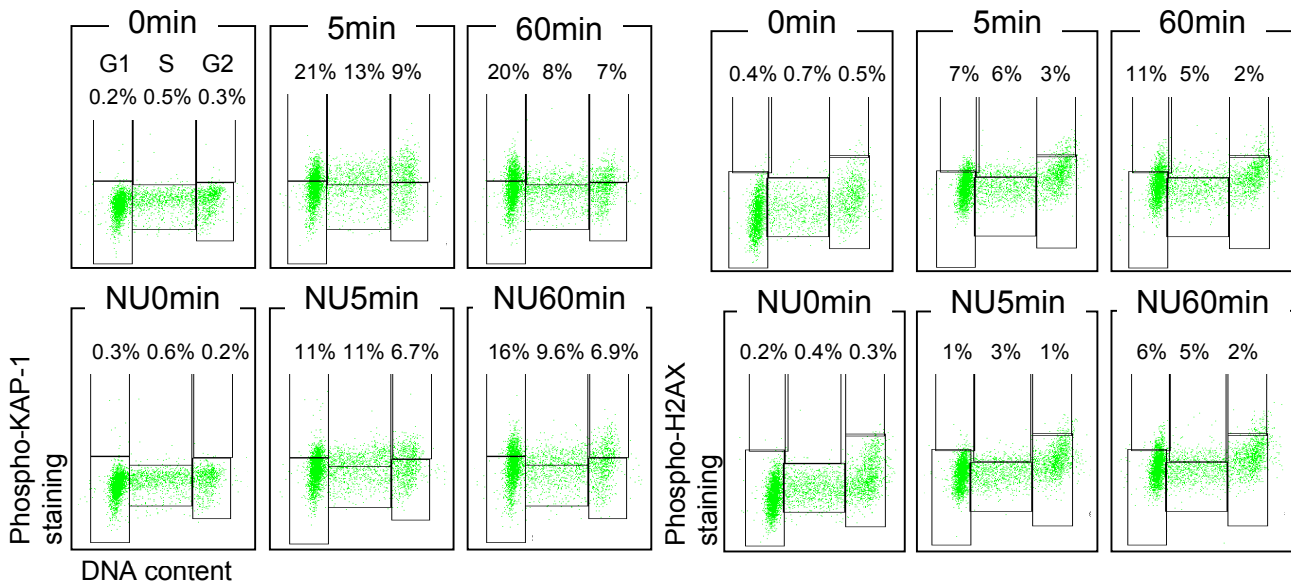 0min 5min 60min 0min 5min 60min
G1 S G2
0.2% 0.5% 0.3% 21% 13% 9% 20% 8% 7% 0.4% 0.7% 0.5% 7% 6% 3% 11% 5% 2%
NU0min NU5min NU60min NU0min NU5min NU60min
0.3% 0.6% 0.2% 11% 11% 6.7% 16% 9.6% 6.9% 0.2% 0.4% 0.3% 1% 3% 1% 6% 5% 2%
Phospho-KAP-1
staining
Phospho-H2AX
staining
DNA content